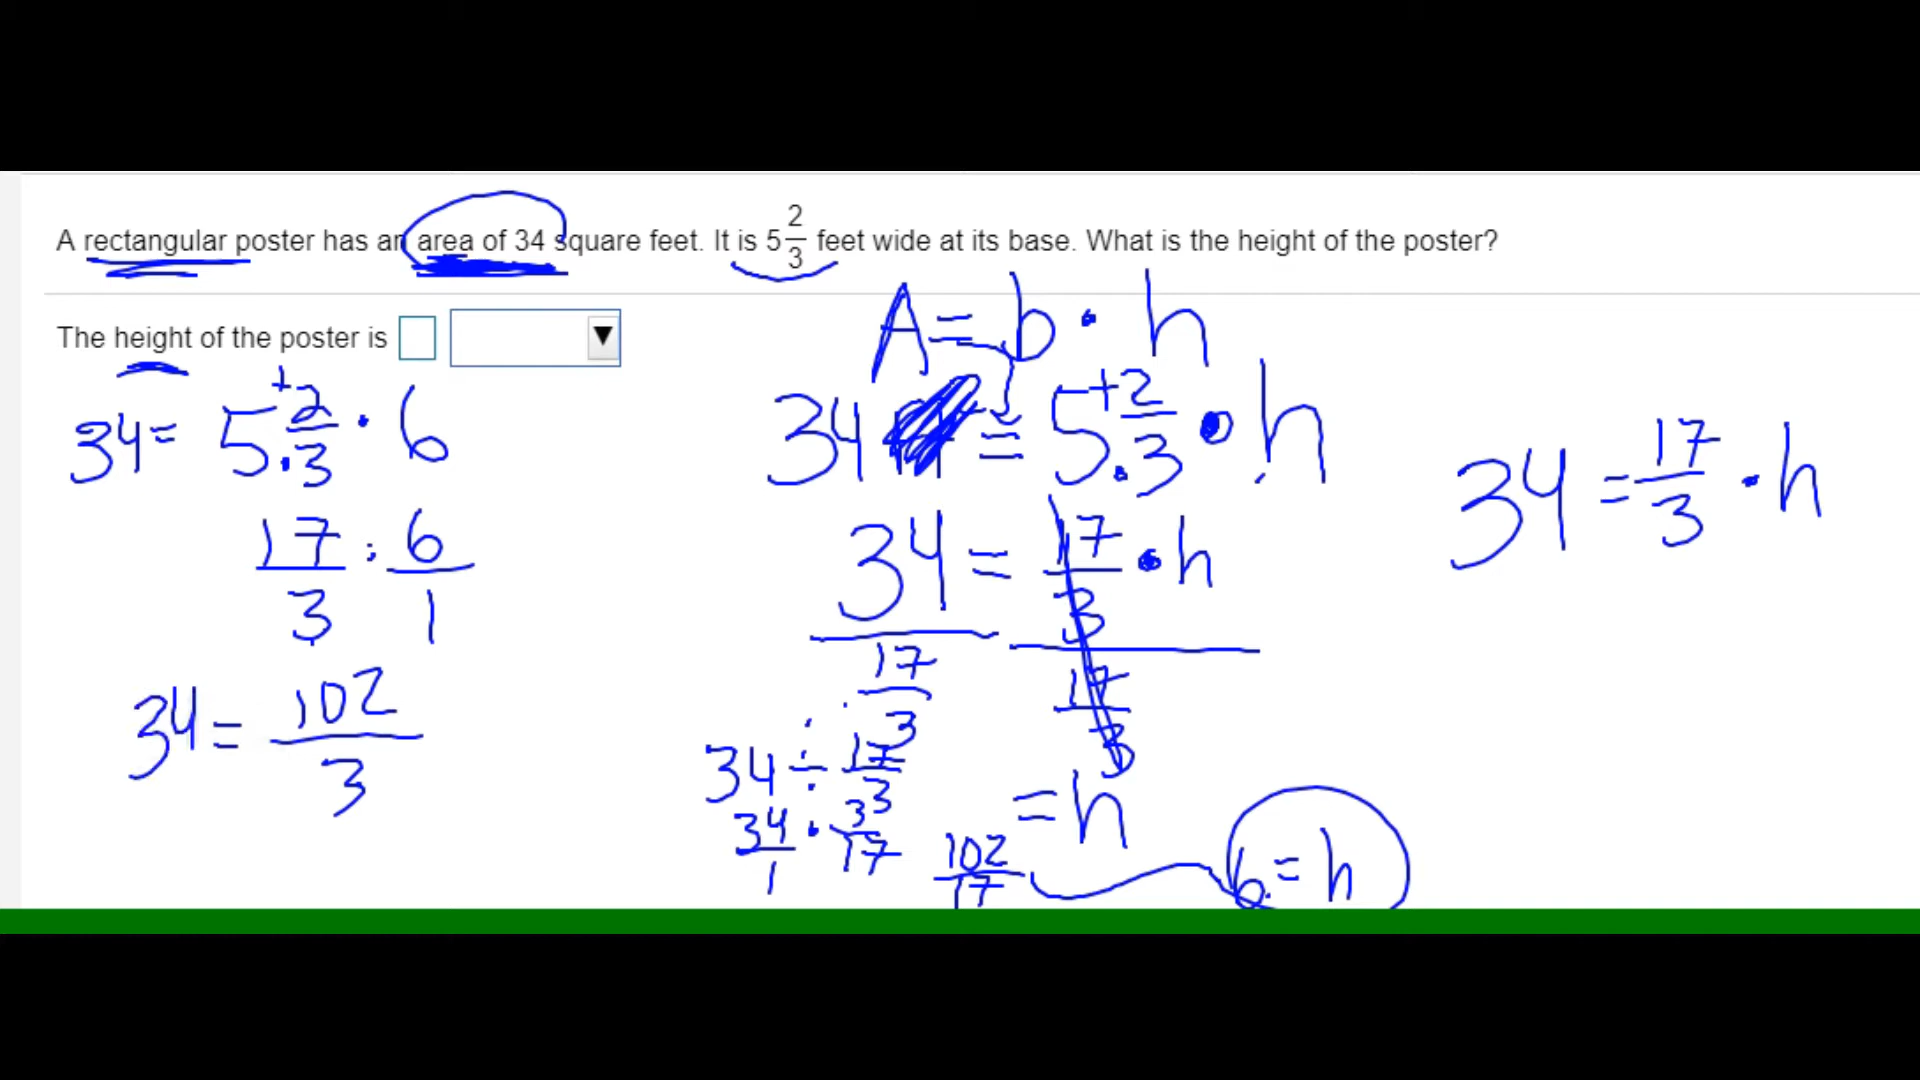 A rectangular poster has an area of 34 square feet. It is 5 2/3 feet wide at its base. What is the height of the poster?
The height of the poster is
A = b · h
34 = 5 + 2/3 · h
34 = 17/3 · h
34 = 17/3 · h
17/3 17/3
34 ÷ 17/3
34/1 · 3/17
= h
102/17
6 = h
34 = 5 + 2/3 · 6
17/3 · 6/1
34 = 102/3